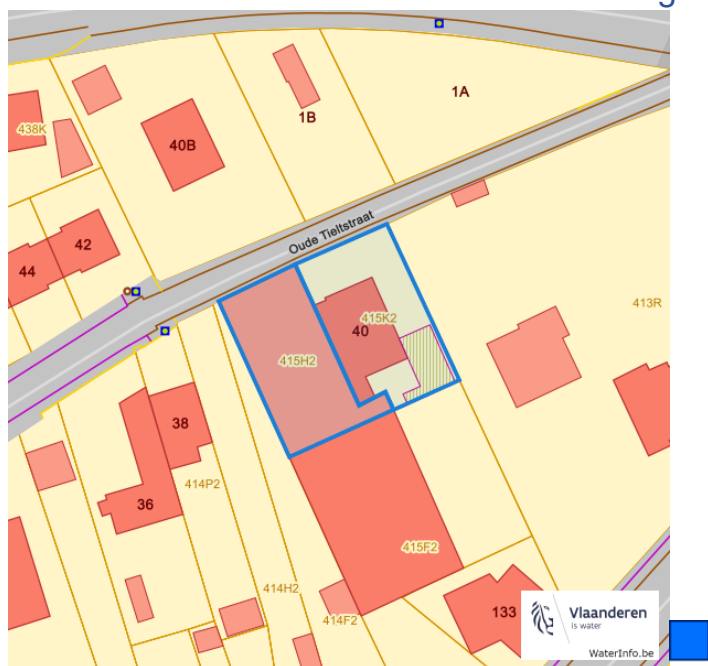 1A
1B
438K
40B
Oude Tieltstraat
42
44
413R
40
415K2
415H2
38
414P2
36
415F2
414H2
414F2
133
Vlaanderen
is water
WaterInfo.be